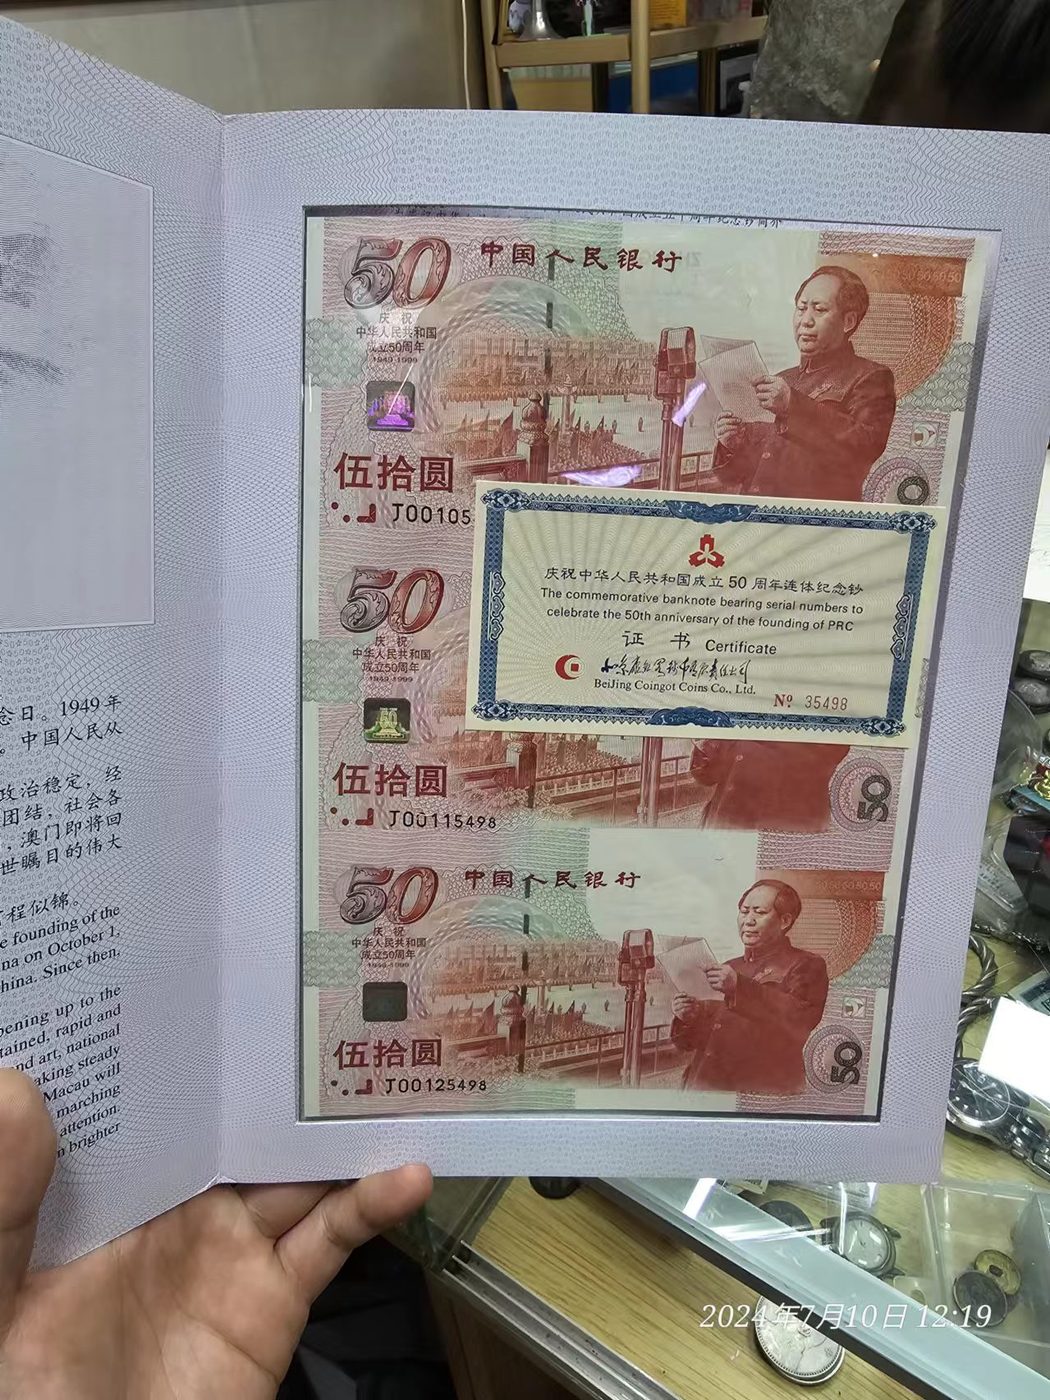 念日。1949年
。中国人民从
政治稳定，经
团结，社会各
，澳门即将回
世瞩目的伟大
程似锦。
e founding of the
na on October 1,
hina. Since then,
pening up to the
tained, rapid and
nd art, national
aking steady
Macau will
marching
attention.
n brighter
50
中国人民银行
庆祝
中华人民共和国
成立50周年
1949-1999
伍拾圆
J00105
50
庆祝
中华人民共和国
成立50周年
1949-1999
伍拾圆
J00115498
50
庆祝中华人民共和国成立50周年连体纪念钞
The commemorative banknote bearing serial numbers to
celebrate the 50th anniversary of the founding of PRC
证书 Certificate
BeiJing Coingot Coins Co., Ltd.
Nº 35498
50
中国人民银行
庆祝
中华人民共和国
成立50周年
1949-1999
伍拾圆
J00125498
50
2024年7月10日 12:19